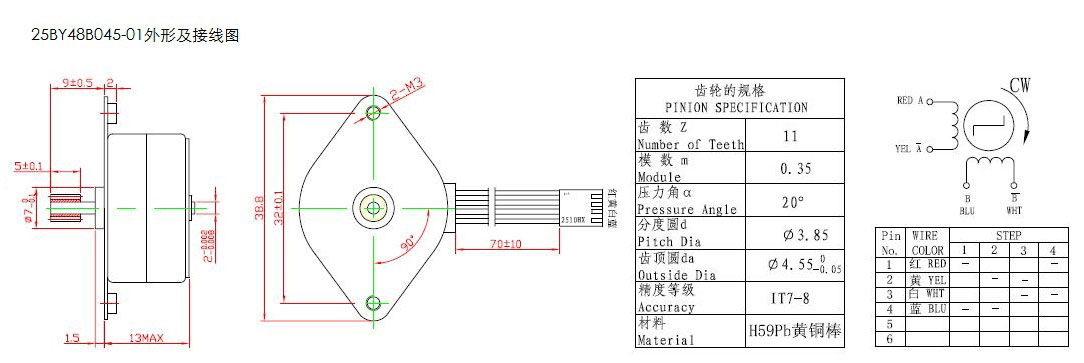 25BY48B045-01外形及接线图
9±0.5
2
5±0.1
Ø7-0.1
2-0.002
1.5
13MAX
2-M3
38.8
32±0.1
90°
2510HX
红黄白蓝
70±10
齿轮的规格
PINION SPECIFICATION
齿 数 Z
Number of Teeth
11
模 数 m
Module
0.35
压力角α
Pressure Angle
20°
分度圆d
Pitch Dia
Ø3.85
齿顶圆da
Outside Dia
Ø4.55 0 -0.05
精度等级
Accuracy
IT7-8
材料
Material
H59Pb黄铜棒
CW
RED A
YEL A̅
B
BLU
B̅
WHT
Pin No.
WIRE COLOR
STEP
1 2 3 4
1 红 RED – –
2 黄 YEL – –
3 白 WHT – –
4 蓝 BLU – –
5
6